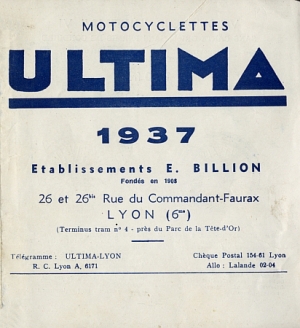 MOTOCYCLETTES
ULTIMA
1937
Etablissements E. BILLION
Fondés en 1908
26 et 26bis Rue du Commandant-Faurax
LYON (6me)
(Terminus tram n° 4 - près du Parc de la Tête-d'Or)
Télégramme : ULTIMA-LYON
R. C. Lyon A, 6171
Chèque Postal 154-61 Lyon
Allo : Lalande 02-04